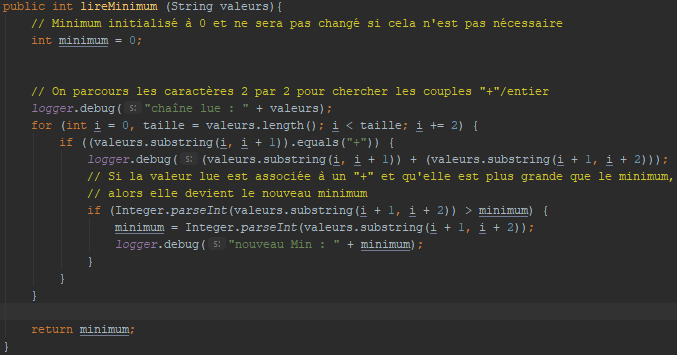 public int lireMinimum (String valeurs){
    // Minimum initialisé à 0 et ne sera pas changé si cela n'est pas nécessaire
    int minimum = 0;
    // On parcours les caractères 2 par 2 pour chercher les couples "+"/entier
    logger.debug( s: "chaîne lue : " + valeurs);
    for (int i = 0, taille = valeurs.length(); i < taille; i += 2) {
        if ((valeurs.substring(i, i + 1)).equals("+")) {
            logger.debug( s: (valeurs.substring(i, i + 1)) + (valeurs.substring(i + 1, i + 2)));
            // Si la valeur lue est associée à un "+" et qu'elle est plus grande que le minimum,
            // alors elle devient le nouveau minimum
            if (Integer.parseInt(valeurs.substring(i + 1, i + 2)) > minimum) {
                minimum = Integer.parseInt(valeurs.substring(i + 1, i + 2));
                logger.debug( s: "nouveau Min : " + minimum);
            }
        }
    }
    return minimum;
}